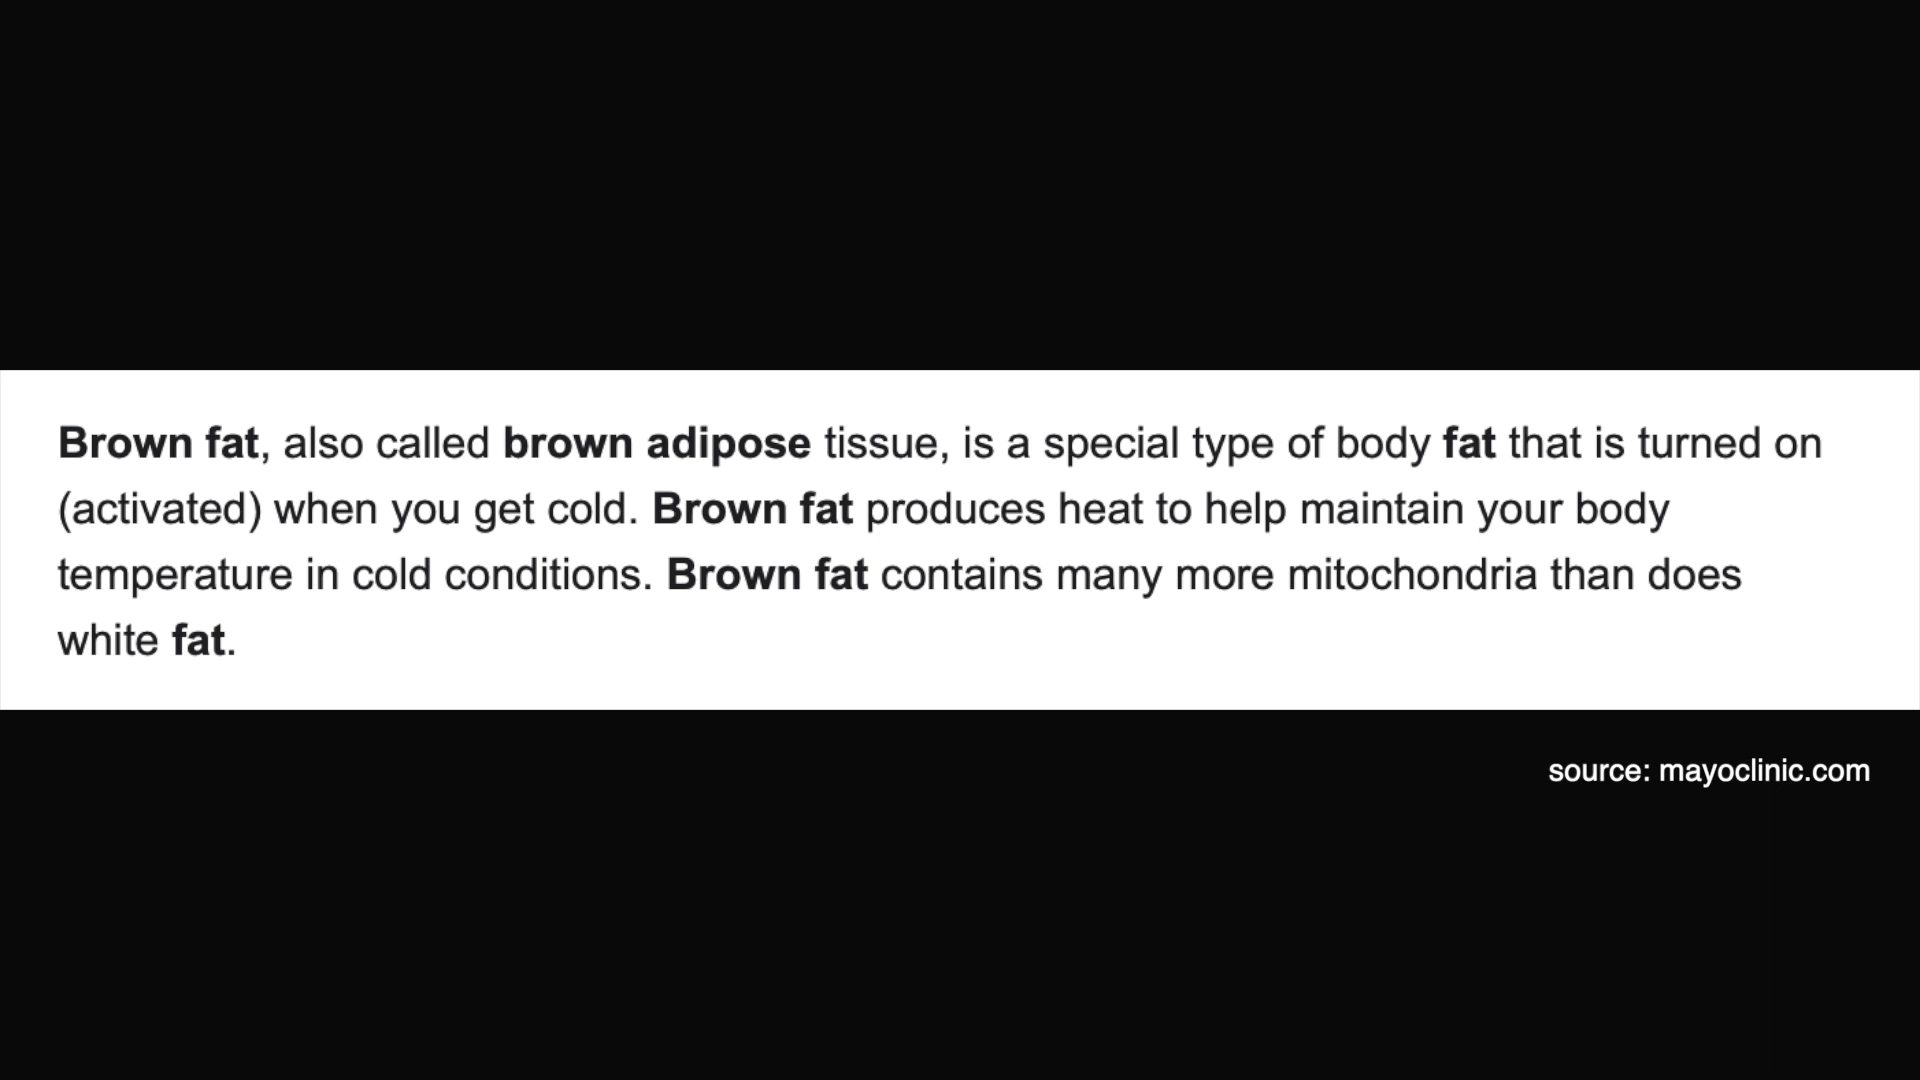 Brown fat, also called brown adipose tissue, is a special type of body fat that is turned on
(activated) when you get cold. Brown fat produces heat to help maintain your body
temperature in cold conditions. Brown fat contains many more mitochondria than does
white fat.
source: mayoclinic.com